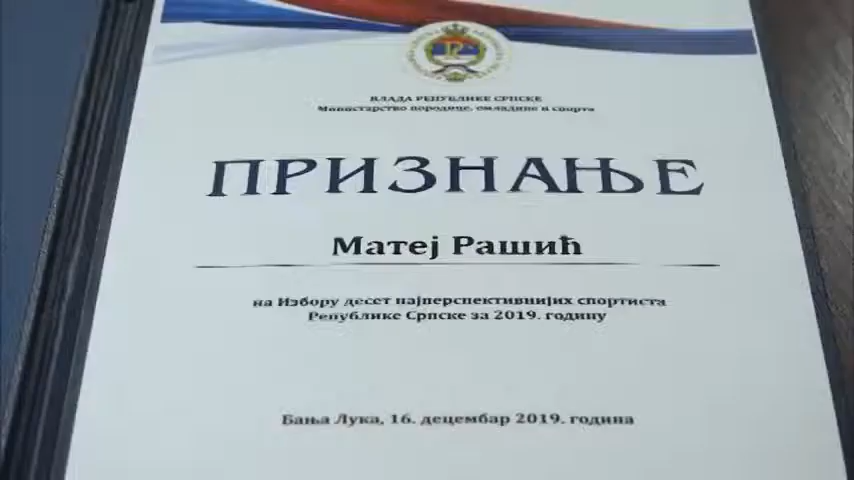 ВЛАДА РЕПУБЛИКЕ СРПСКЕ
Министарство породице, омладине и спорта
ПРИЗНАЊЕ
Матеј Рашић
на Избору десет најперспективнијих спортиста
Републике Српске за 2019. годину
Бања Лука, 16. децембар 2019. година